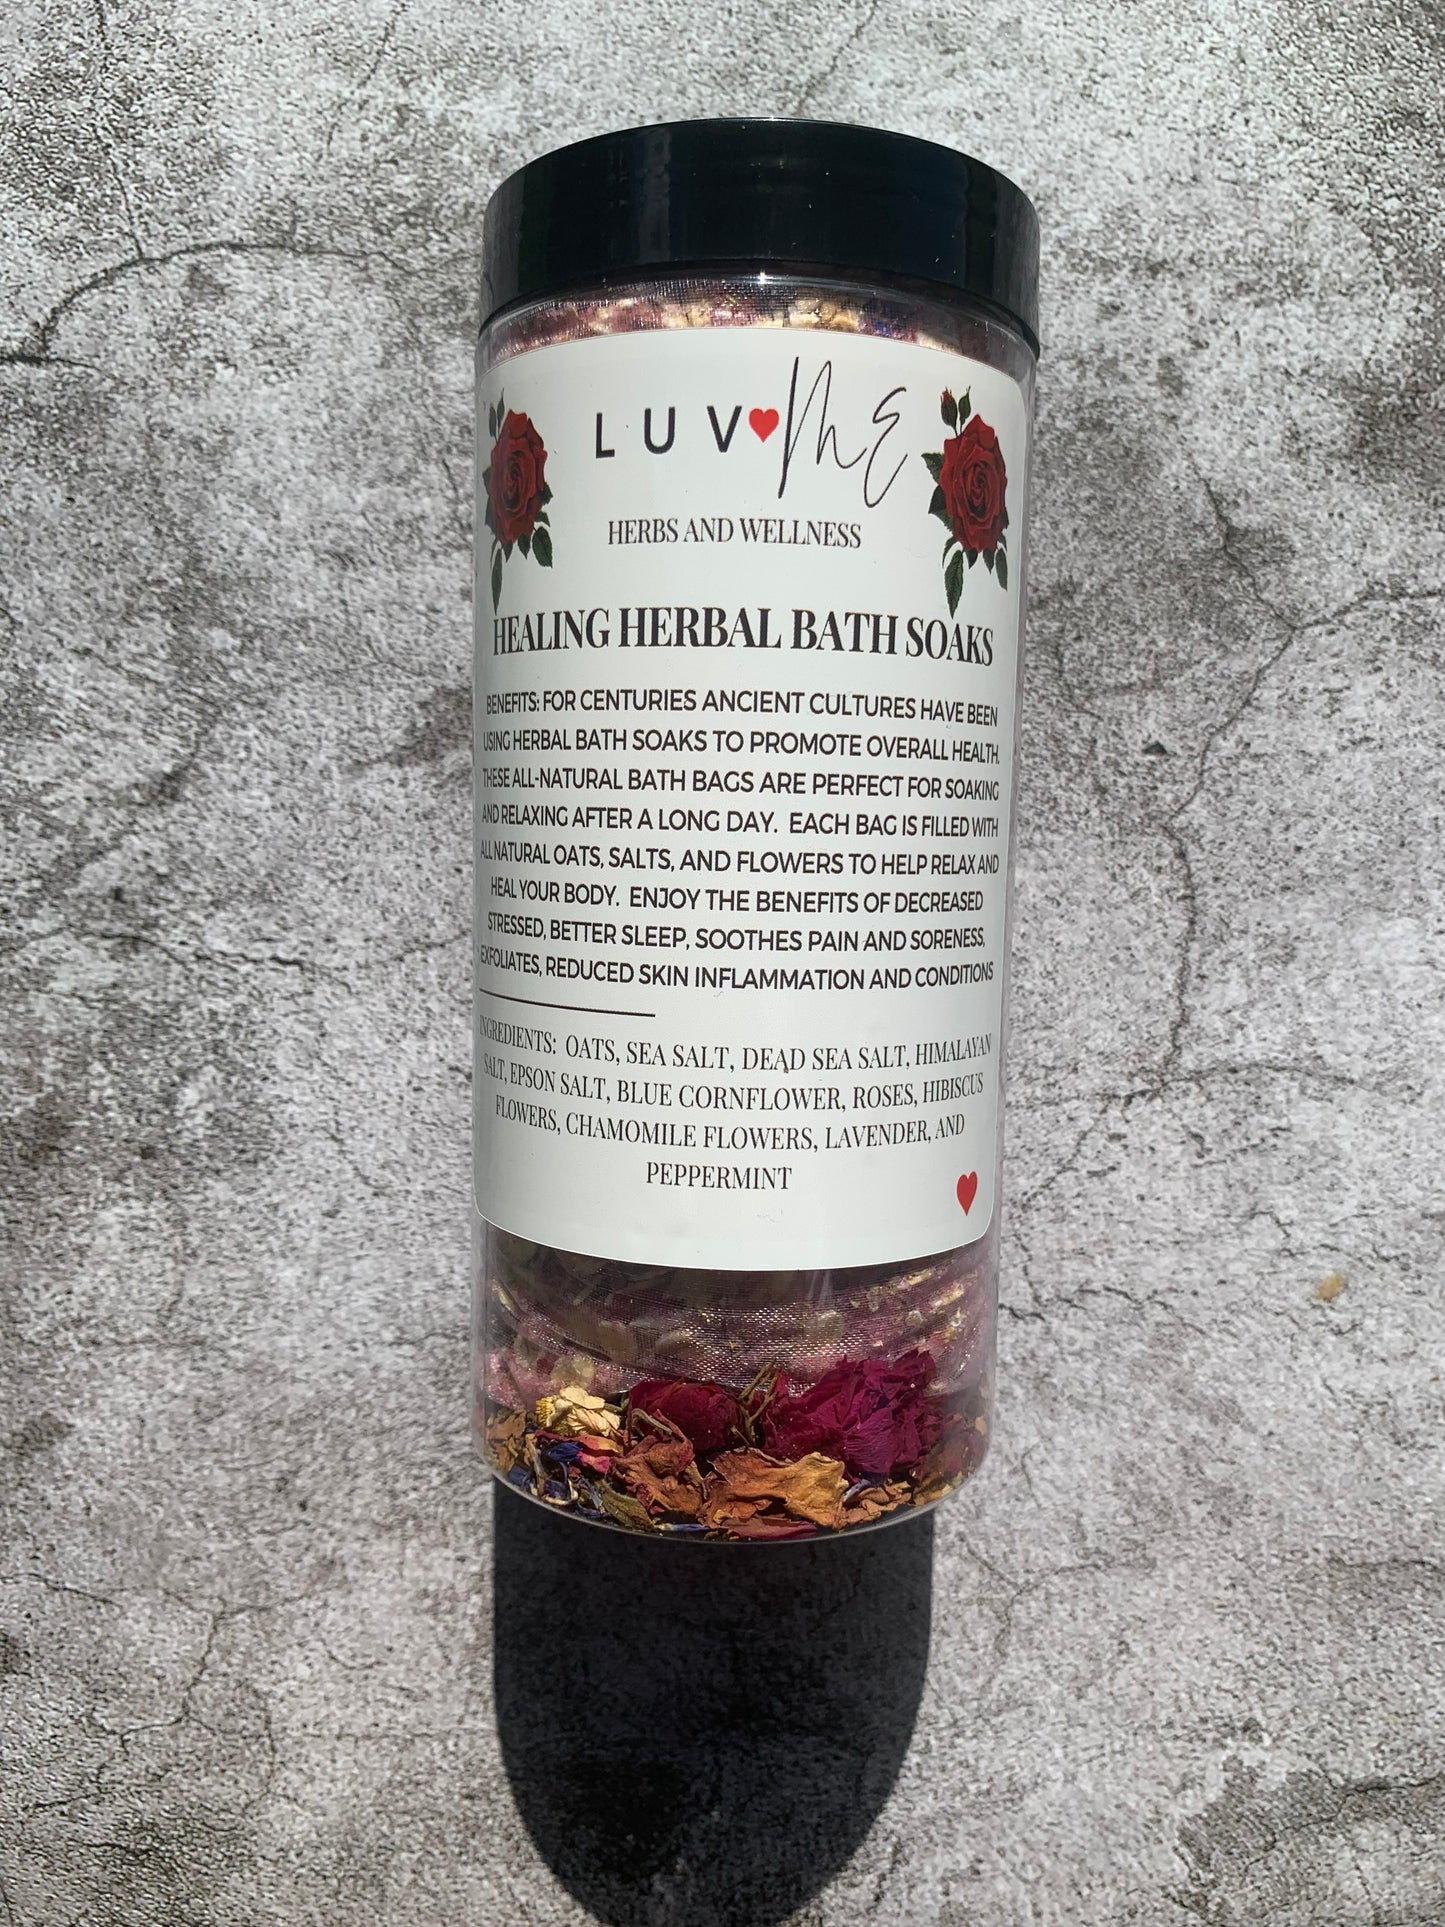 LUV♥ME
HERBS AND WELLNESS
HEALING HERBAL BATH SOAKS
BENEFITS: FOR CENTURIES ANCIENT CULTURES HAVE BEEN
USING HERBAL BATH SOAKS TO PROMOTE OVERALL HEALTH.
THESE ALL-NATURAL BATH BAGS ARE PERFECT FOR SOAKING
AND RELAXING AFTER A LONG DAY. EACH BAG IS FILLED WITH
ALL NATURAL OATS, SALTS, AND FLOWERS TO HELP RELAX AND
HEAL YOUR BODY. ENJOY THE BENEFITS OF DECREASED
STRESSED, BETTER SLEEP, SOOTHES PAIN AND SORENESS,
EXFOLIATES, REDUCED SKIN INFLAMMATION AND CONDITIONS
INGREDIENTS: OATS, SEA SALT, DEAD SEA SALT, HIMALAYAN
SALT, EPSON SALT, BLUE CORNFLOWER, ROSES, HIBISCUS
FLOWERS, CHAMOMILE FLOWERS, LAVENDER, AND
PEPPERMINT